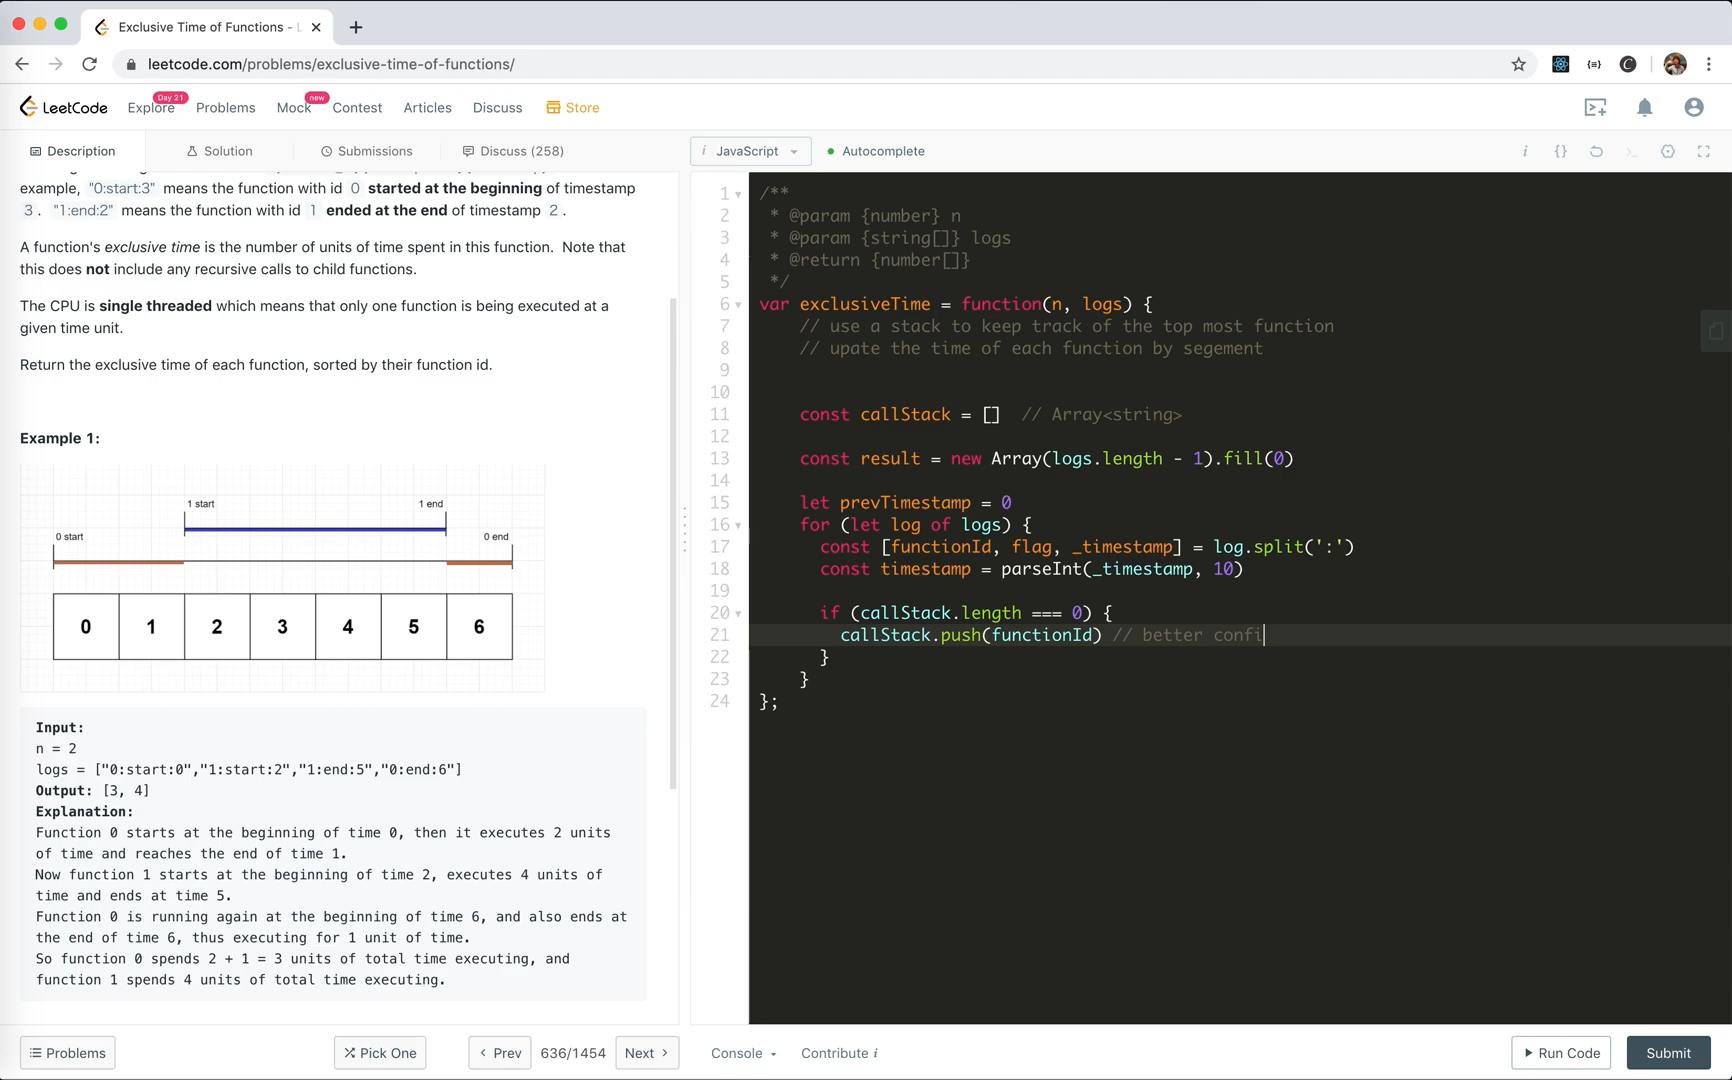 Exclusive Time of Functions - L
leetcode.com/problems/exclusive-time-of-functions/
LeetCode
Explore
Day 21
Problems
Mock
new
Contest
Articles
Discuss
Store
Description
Solution
Submissions
Discuss (258)
i JavaScript
Autocomplete
example, "0:start:3" means the function with id 0 started at the beginning of timestamp
3 . "1:end:2" means the function with id 1 ended at the end of timestamp 2 .
A function's exclusive time is the number of units of time spent in this function. Note that
this does not include any recursive calls to child functions.
The CPU is single threaded which means that only one function is being executed at a
given time unit.
Return the exclusive time of each function, sorted by their function id.
Example 1:
1 start
1 end
0 start
0 end
0 1 2 3 4 5 6
Input:
n = 2
logs = ["0:start:0","1:start:2","1:end:5","0:end:6"]
Output: [3, 4]
Explanation:
Function 0 starts at the beginning of time 0, then it executes 2 units
of time and reaches the end of time 1.
Now function 1 starts at the beginning of time 2, executes 4 units of
time and ends at time 5.
Function 0 is running again at the beginning of time 6, and also ends at
the end of time 6, thus executing for 1 unit of time.
So function 0 spends 2 + 1 = 3 units of total time executing, and
function 1 spends 4 units of total time executing.
1 /**
2 * @param {number} n
3 * @param {string[]} logs
4 * @return {number[]}
5 */
6 var exclusiveTime = function(n, logs) {
7 // use a stack to keep track of the top most function
8 // upate the time of each function by segement
9
10
11 const callStack = [] // Array<string>
12
13 const result = new Array(logs.length - 1).fill(0)
14
15 let prevTimestamp = 0
16 for (let log of logs) {
17 const [functionId, flag, _timestamp] = log.split(':')
18 const timestamp = parseInt(_timestamp, 10)
19
20 if (callStack.length === 0) {
21 callStack.push(functionId) // better confi
22 }
23 }
24 };
Problems
Pick One
Prev
636/1454
Next
Console
Contribute i
Run Code
Submit